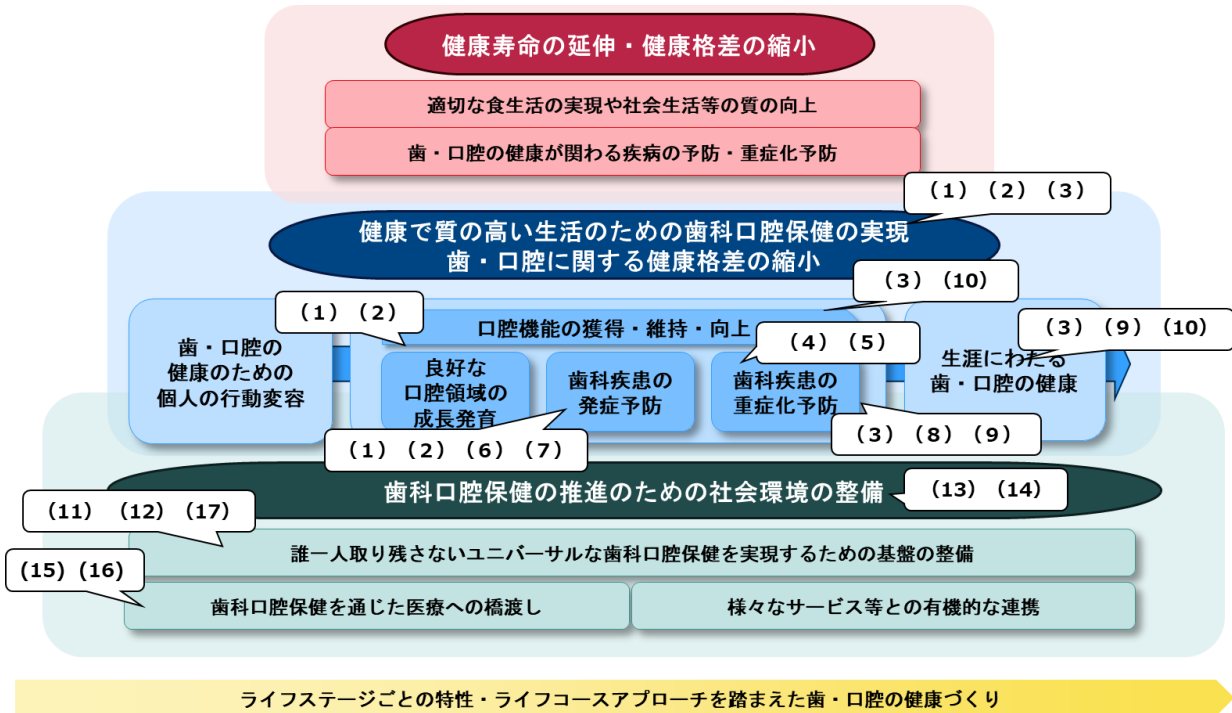 健康寿命の延伸・健康格差の縮小
適切な食生活の実現や社会生活等の質の向上
歯・口腔の健康が関わる疾病の予防・重症化予防
（1）（2）（3）
健康で質の高い生活のための歯科口腔保健の実現
歯・口腔に関する健康格差の縮小
（3）（10）
（1）（2）
口腔機能の獲得・維持・向上
（4）（5）
（3）（9）（10）
歯・口腔の
健康のための
個人の行動変容
良好な
口腔領域の
成長発育
歯科疾患の
発症予防
歯科疾患の
重症化予防
生涯にわたる
歯・口腔の健康
（1）（2）（6）（7）
（3）（8）（9）
歯科口腔保健の推進のための社会環境の整備
（13）（14）
（11）（12）（17）
誰一人取り残さないユニバーサルな歯科口腔保健を実現するための基盤の整備
（15）（16）
歯科口腔保健を通じた医療への橋渡し
様々なサービス等との有機的な連携
ライフステージごとの特性・ライフコースアプローチを踏まえた歯・口腔の健康づくり